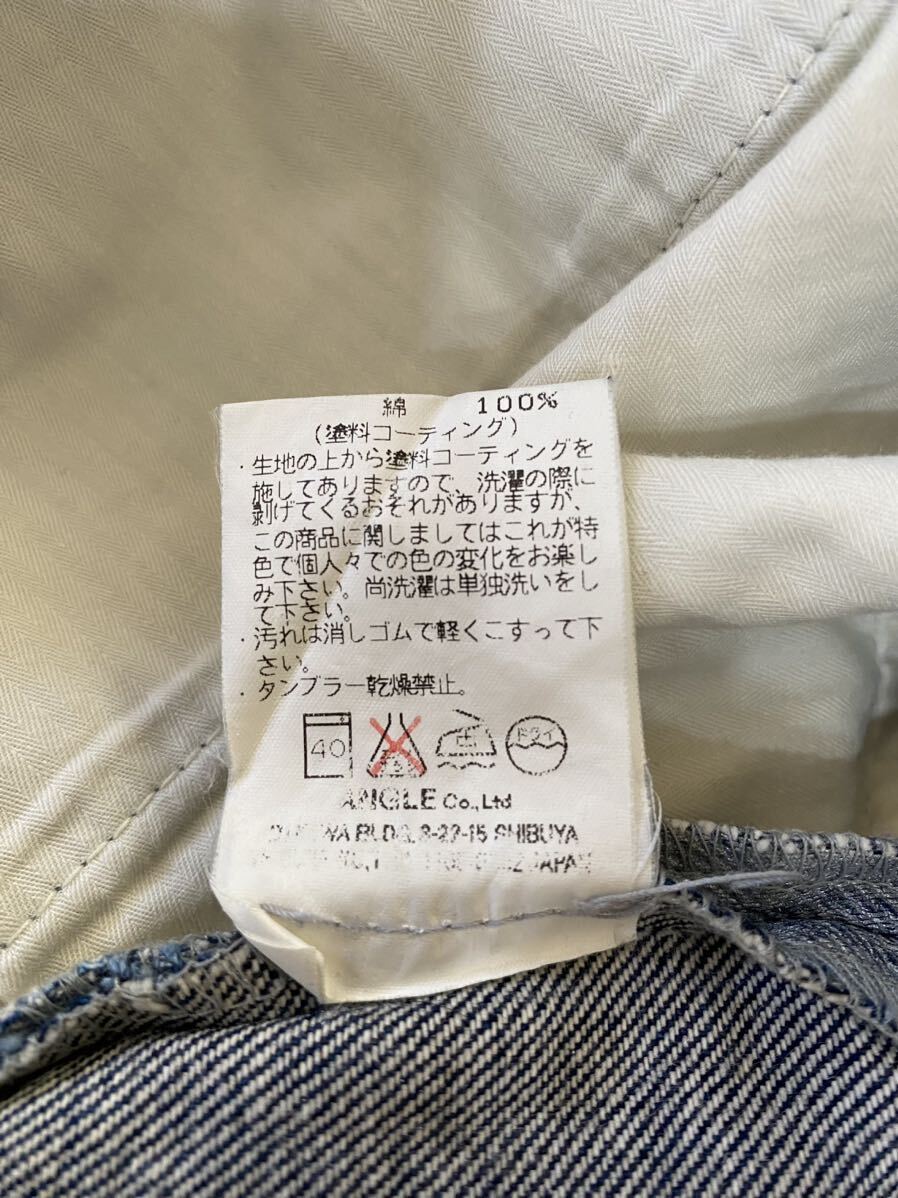 綿 100%
(塗料コーティング)
・生地の上から塗料コーティングを
施してありますので、洗濯の際に
剥げてくるおそれがありますが、
この商品に関しましてはこれが特
色で個人々での色の変化をお楽し
み下さい。尚洗濯は単独洗いをし
て下さい。
・汚れは消しゴムで軽くこすって下
さい。
・タンブラー乾燥禁止。
40 ドライ
ANGLE Co.,Ltd
BLDG, 8-22-15 SHIBUYA
JAPAN